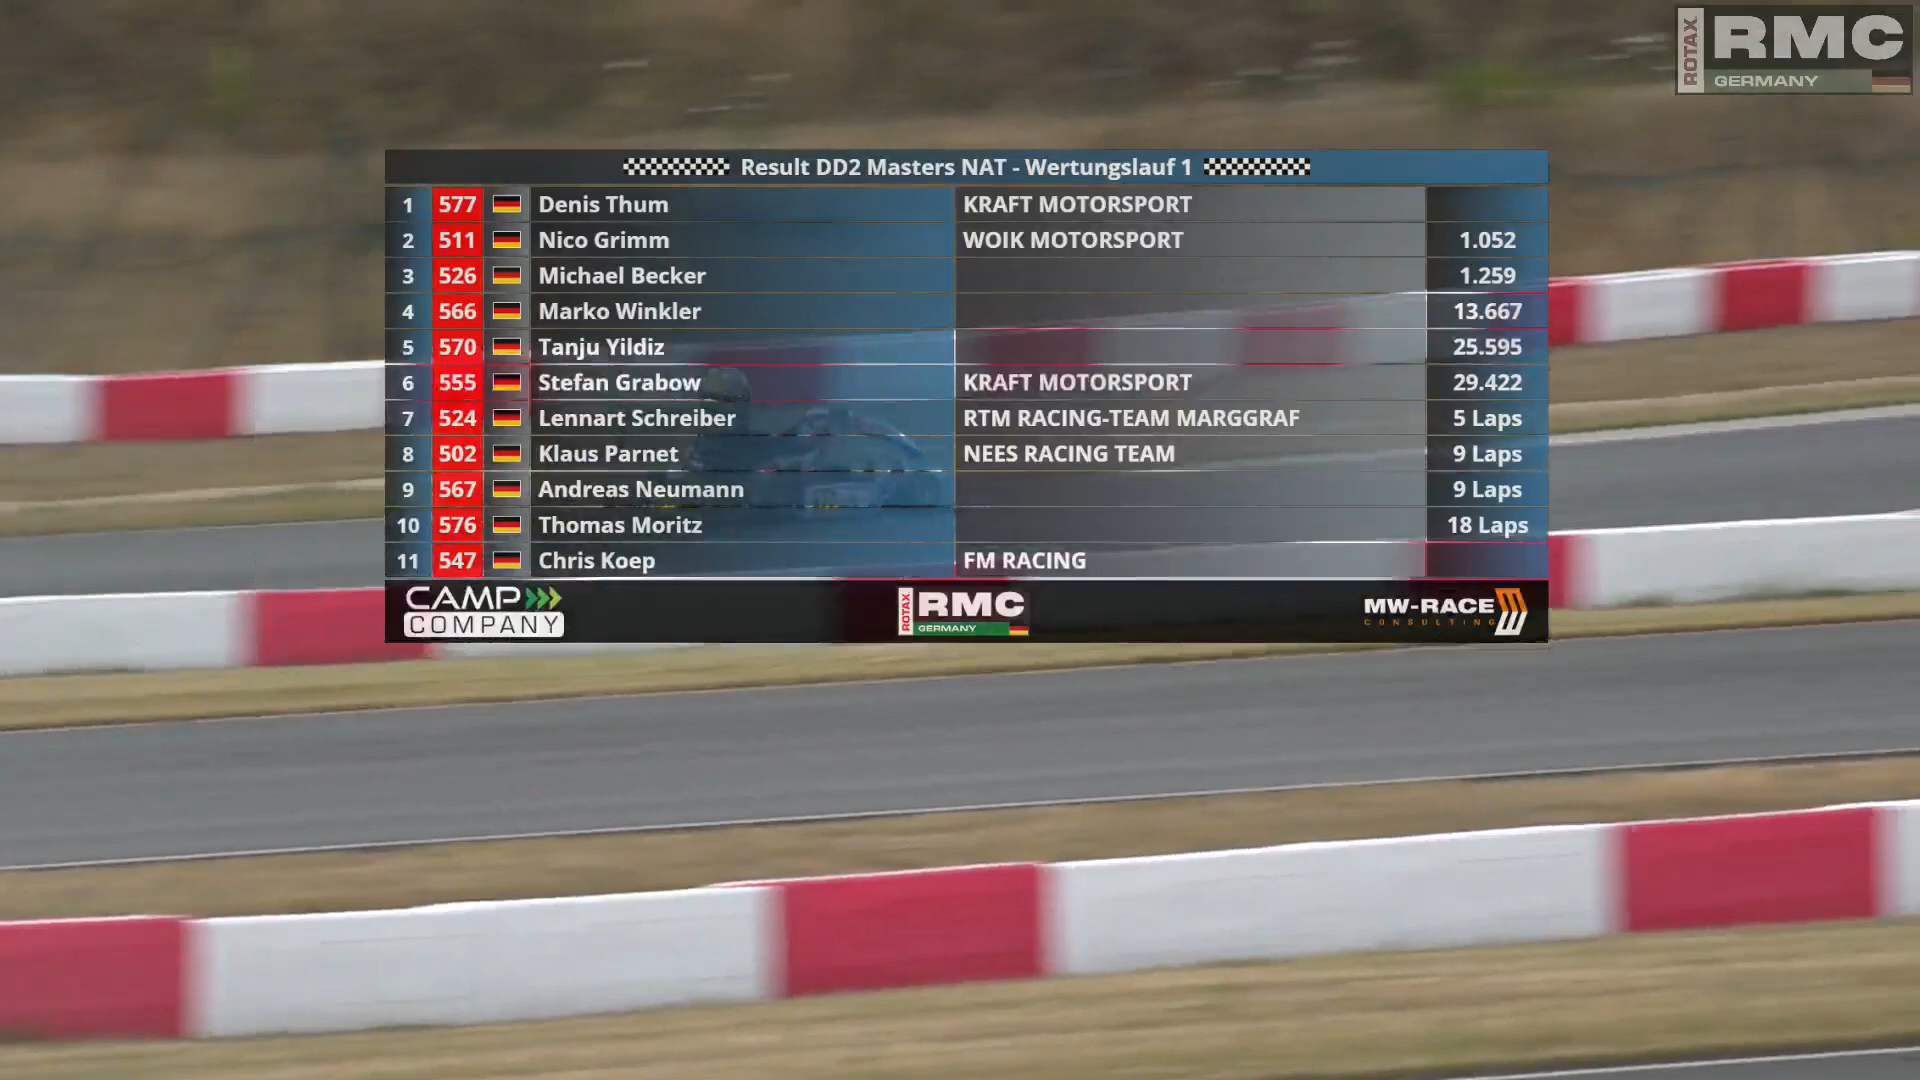 ROTAX RMC
GERMANY
Result DD2 Masters NAT - Wertungslauf 1
1 577 Denis Thum KRAFT MOTORSPORT
2 511 Nico Grimm WOIK MOTORSPORT 1.052
3 526 Michael Becker 1.259
4 566 Marko Winkler 13.667
5 570 Tanju Yildiz 25.595
6 555 Stefan Grabow KRAFT MOTORSPORT 29.422
7 524 Lennart Schreiber RTM RACING-TEAM MARGGRAF 5 Laps
8 502 Klaus Parnet NEES RACING TEAM 9 Laps
9 567 Andreas Neumann 9 Laps
10 576 Thomas Moritz 18 Laps
11 547 Chris Koep FM RACING
CAMP
COMPANY
ROTAX RMC
GERMANY
MW-RACE
CONSULTING